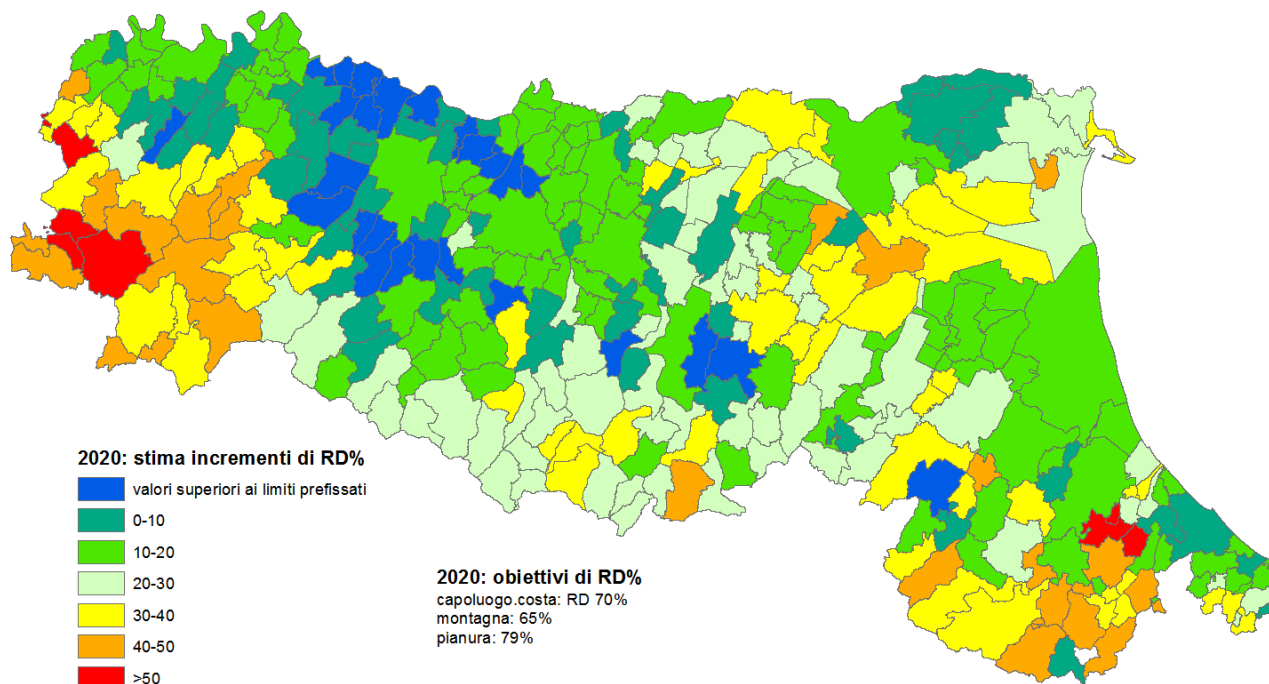 2020: stima incrementi di RD%
valori superiori ai limiti prefissati
0-10
10-20
20-30
30-40
40-50
>50
2020: obiettivi di RD%
capoluogo.costa: RD 70%
montagna: 65%
pianura: 79%